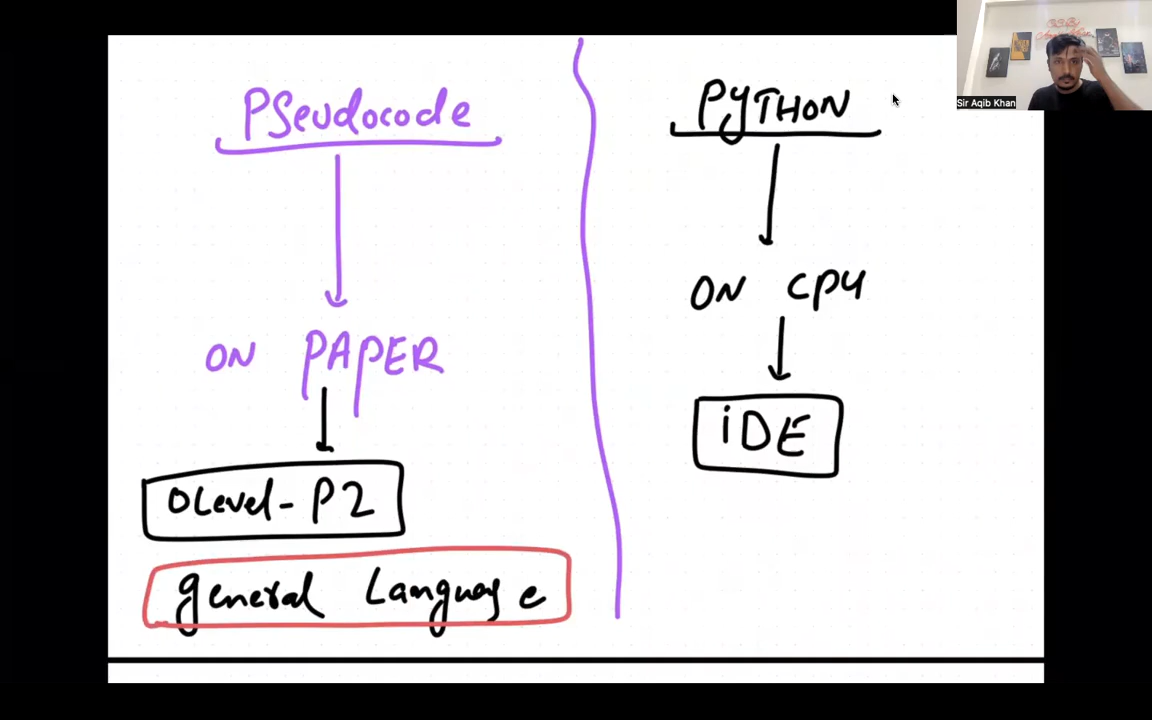 PSeudocode
ON PAPER
OLevel-P2
general Language
PYTHON
ON CPU
iDE
Sir Aqib Khan